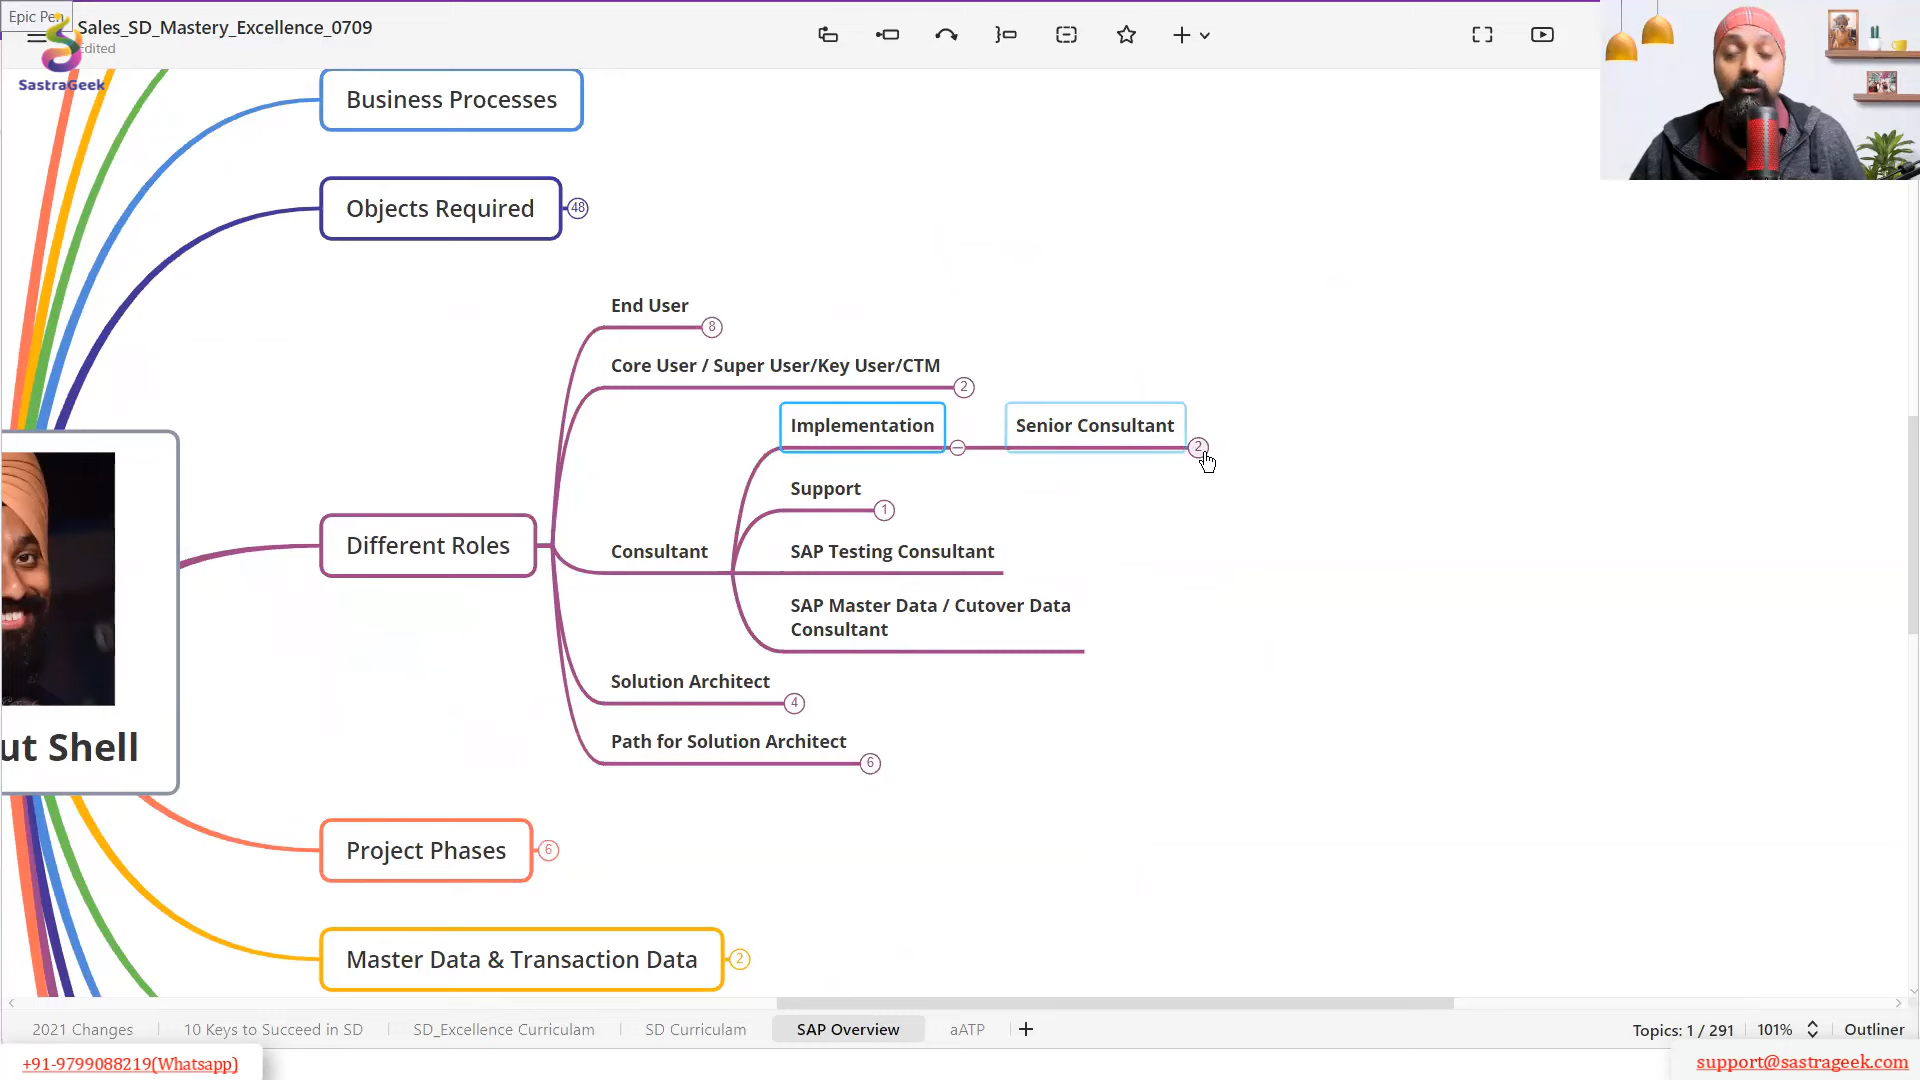 Epic Pen
Sales_SD_Mastery_Excellence_0709
Edited
SastraGeek
Business Processes
Objects Required
48
End User
8
Core User / Super User/Key User/CTM
2
Implementation
Senior Consultant
2
Support
1
Different Roles
Consultant
SAP Testing Consultant
SAP Master Data / Cutover Data
Consultant
Solution Architect
4
ut Shell
Path for Solution Architect
6
Project Phases
6
Master Data & Transaction Data
2
2021 Changes
10 Keys to Succeed in SD
SD_Excellence Curriculam
SD Curriculam
SAP Overview
aATP
Topics: 1 / 291
101%
Outliner
+91-9799088219(Whatsapp)
support@sastrageek.com